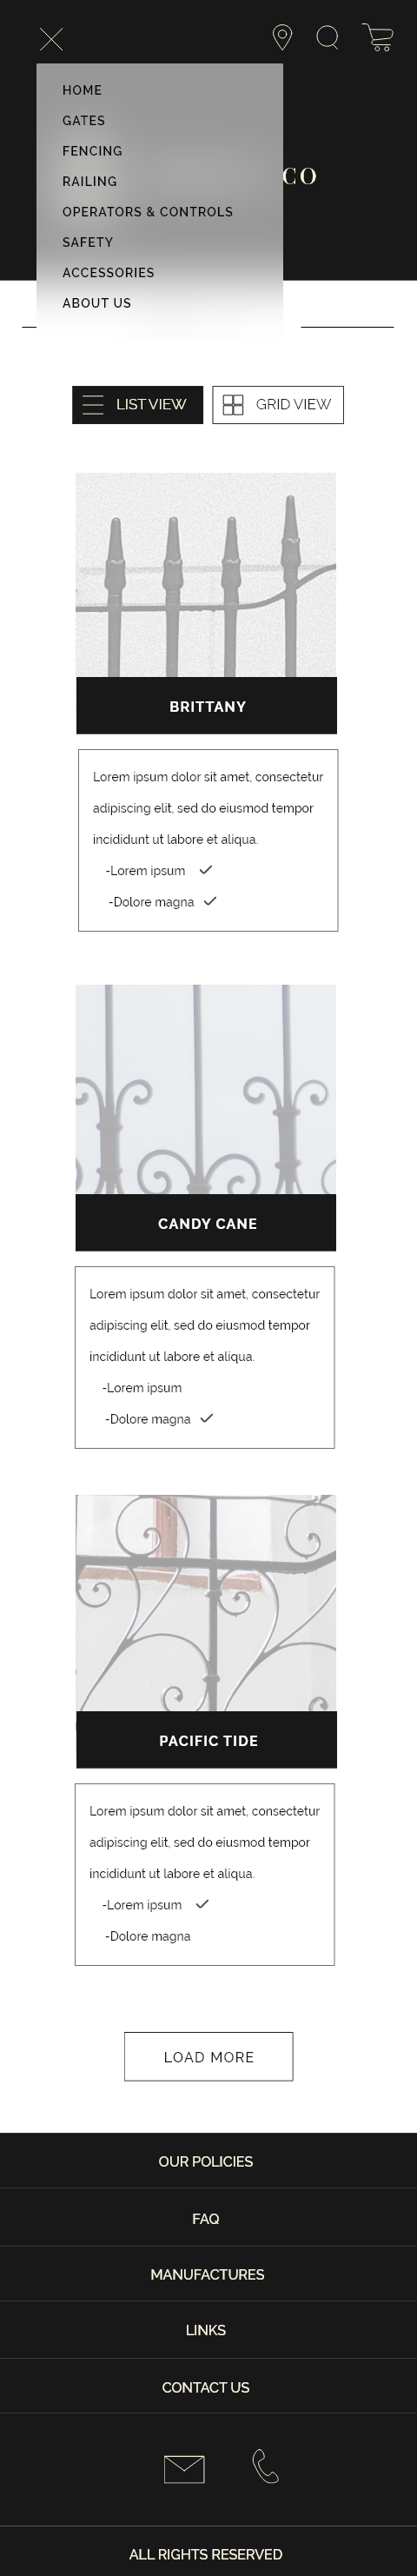 HOME
GATES
FENCING
RAILING
CO
OPERATORS & CONTROLS
SAFETY
ACCESSORIES
ABOUT US
LIST VIEW
GRID VIEW
BRITTANY
Lorem ipsum dolor sit amet, consectetur
adipiscing elit, sed do eiusmod tempor
incididunt ut labore et aliqua.
-Lorem ipsum ✓
-Dolore magna ✓
CANDY CANE
Lorem ipsum dolor sit amet, consectetur
adipiscing elit, sed do eiusmod tempor
incididunt ut labore et aliqua.
-Lorem ipsum
-Dolore magna ✓
PACIFIC TIDE
Lorem ipsum dolor sit amet, consectetur
adipiscing elit, sed do eiusmod tempor
incididunt ut labore et aliqua.
-Lorem ipsum ✓
-Dolore magna
LOAD MORE
OUR POLICIES
FAQ
MANUFACTURES
LINKS
CONTACT US
ALL RIGHTS RESERVED